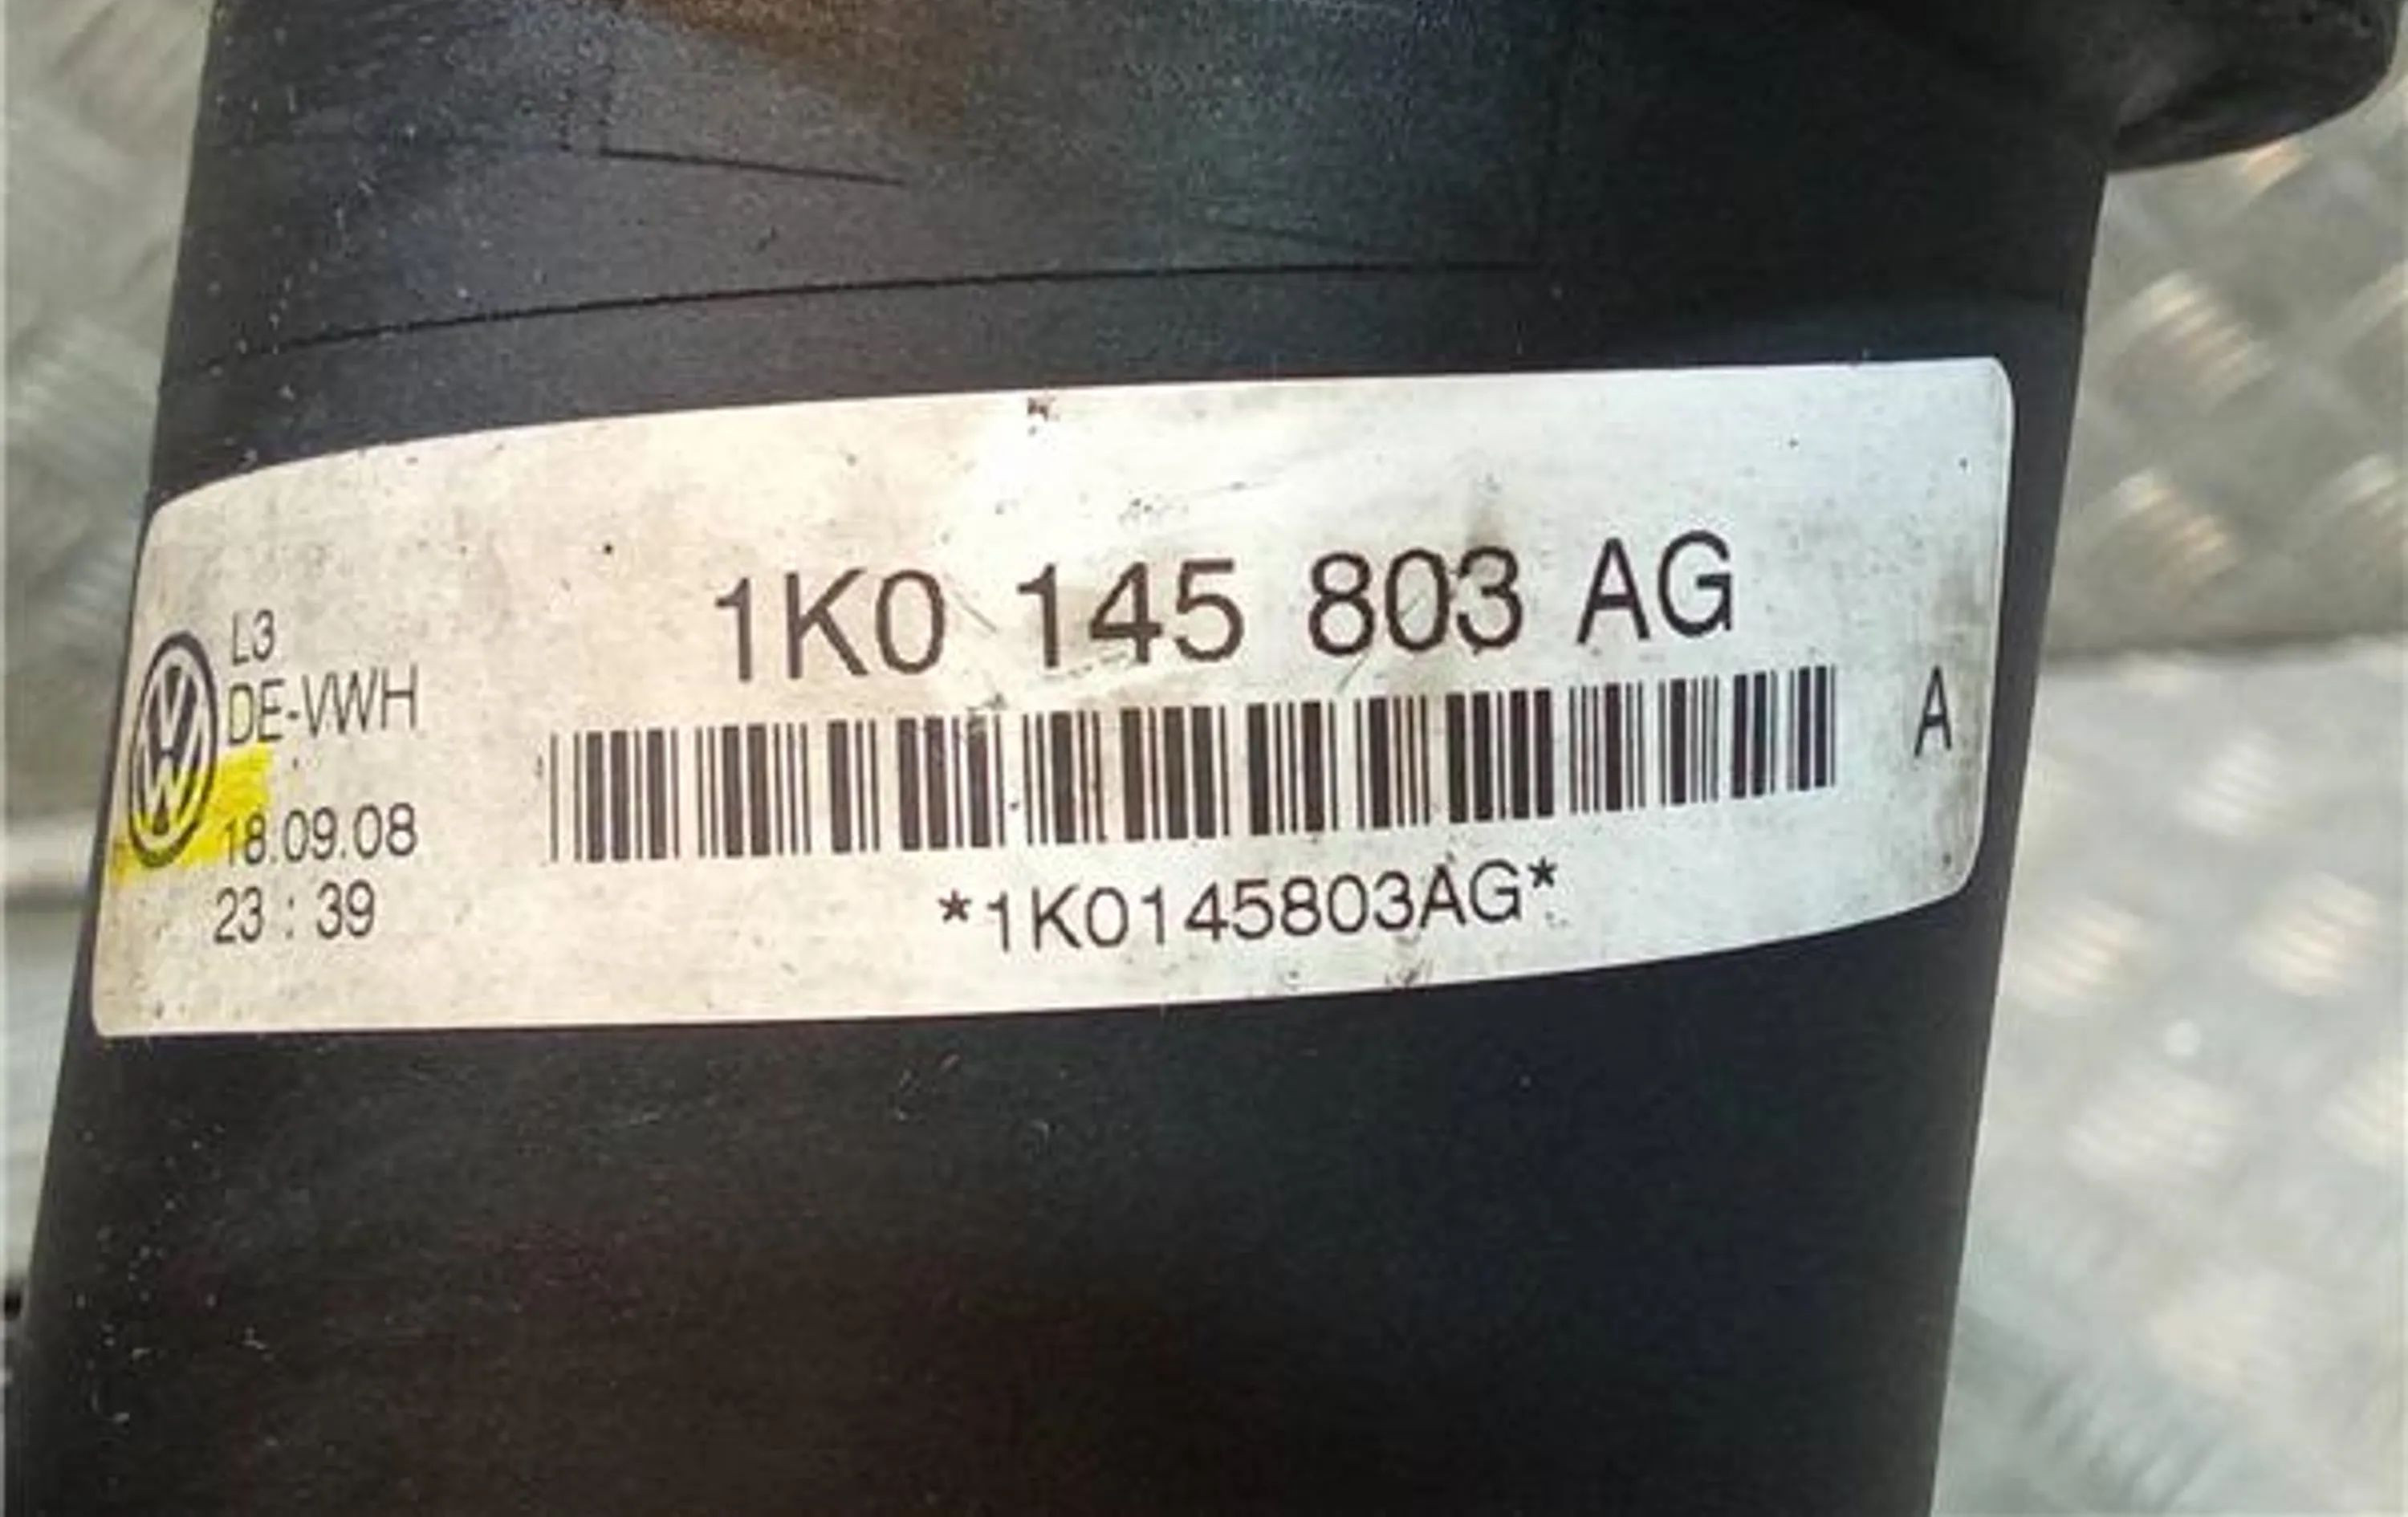 1K0 145 803 AG
L3
DE-VWH
A
18.09.08
23 : 39
*1K0145803AG*